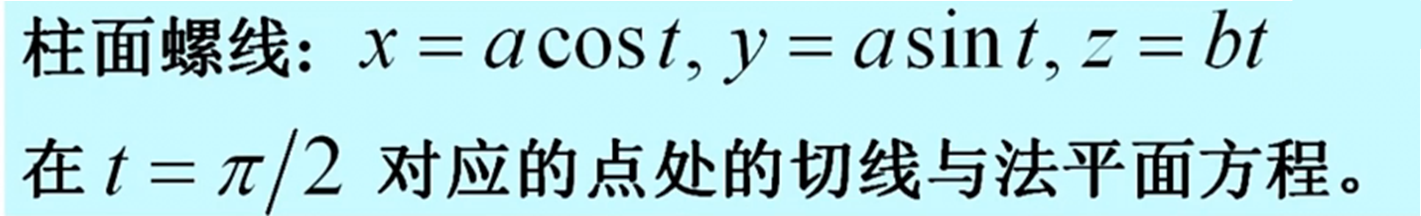 柱面螺线：x = a cos t, y = a sin t, z = bt
在 t = π/2 对应的点处的切线与法平面方程。